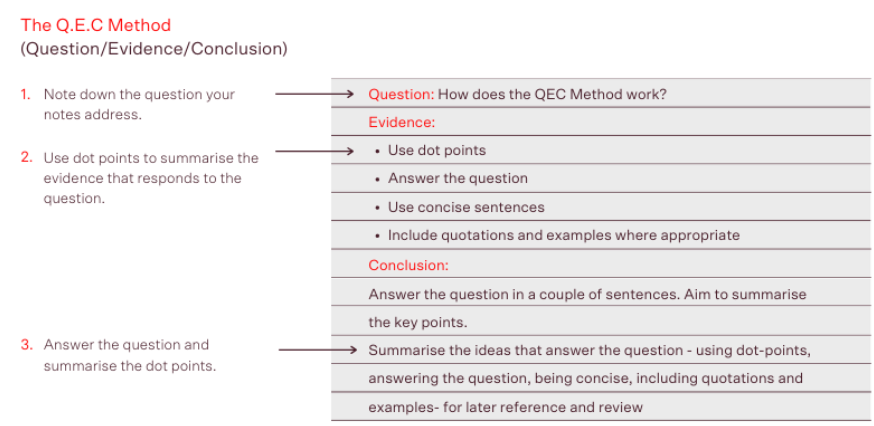 The Q.E.C Method
(Question/Evidence/Conclusion)
1. Note down the question your
notes address.
2. Use dot points to summarise the
evidence that responds to the
question.
3. Answer the question and
summarise the dot points.
Question: How does the QEC Method work?
Evidence:
• Use dot points
• Answer the question
• Use concise sentences
• Include quotations and examples where appropriate
Conclusion:
Answer the question in a couple of sentences. Aim to summarise
the key points.
Summarise the ideas that answer the question - using dot-points,
answering the question, being concise, including quotations and
examples- for later reference and review